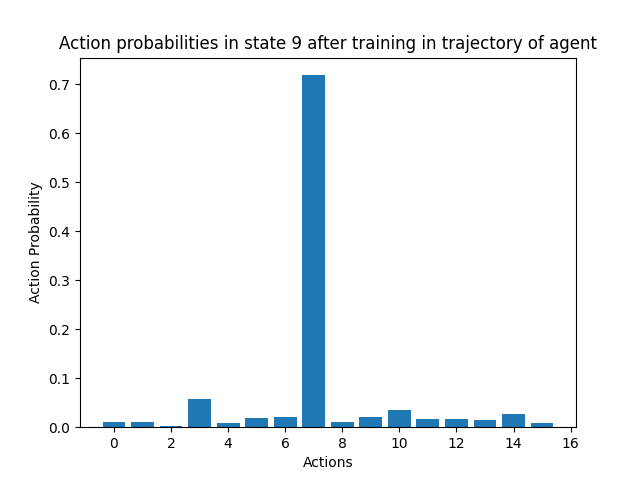 Action probabilities in state 9 after training in trajectory of agent
0.7
0.6
0.5
0.4
0.3
0.2
0.1
0.0
Action Probability
0 2 4 6 8 10 12 14 16
Actions